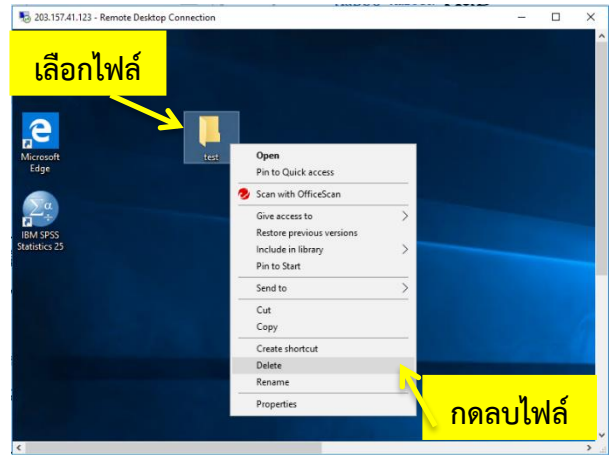 203.157.41.123 - Remote Desktop Connection
เลือกไฟล์
Microsoft
Edge
test
IBM SPSS
Statistics 25
Open
Pin to Quick access
Scan with OfficeScan
Give access to
Restore previous versions
Include in library
Pin to Start
Send to
Cut
Copy
Create shortcut
Delete
Rename
Properties
กดลบไฟล์